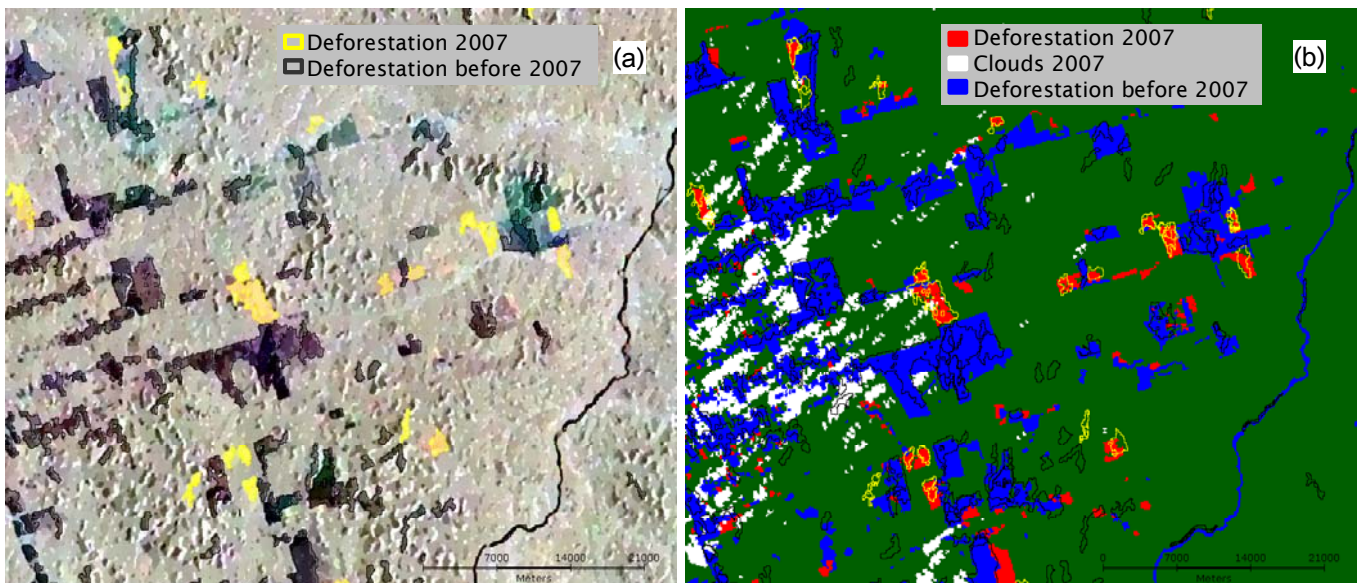 Deforestation 2007
Deforestation before 2007
(a)
7000 14000 21000
Meters
Deforestation 2007
Clouds 2007
Deforestation before 2007
(b)
0 7000 14000 21000
Meters